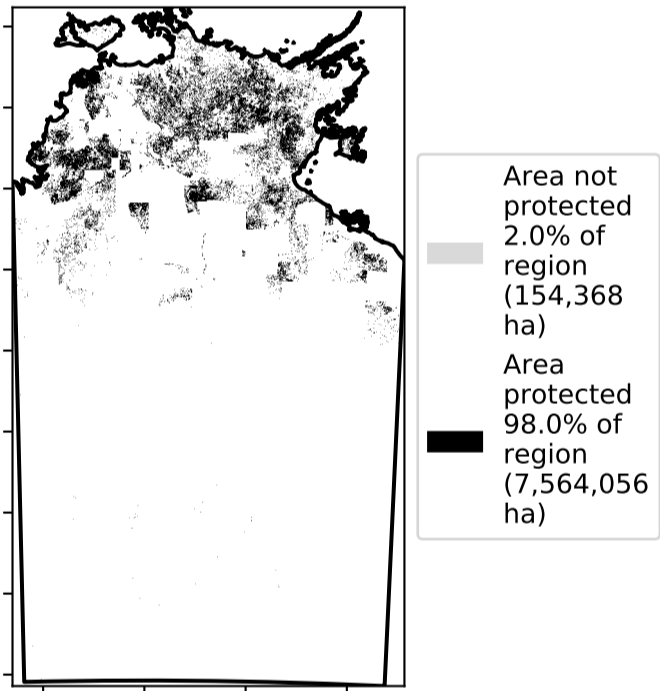 Area not
protected
2.0% of
region
(154,368
ha)
Area
protected
98.0% of
region
(7,564,056
ha)